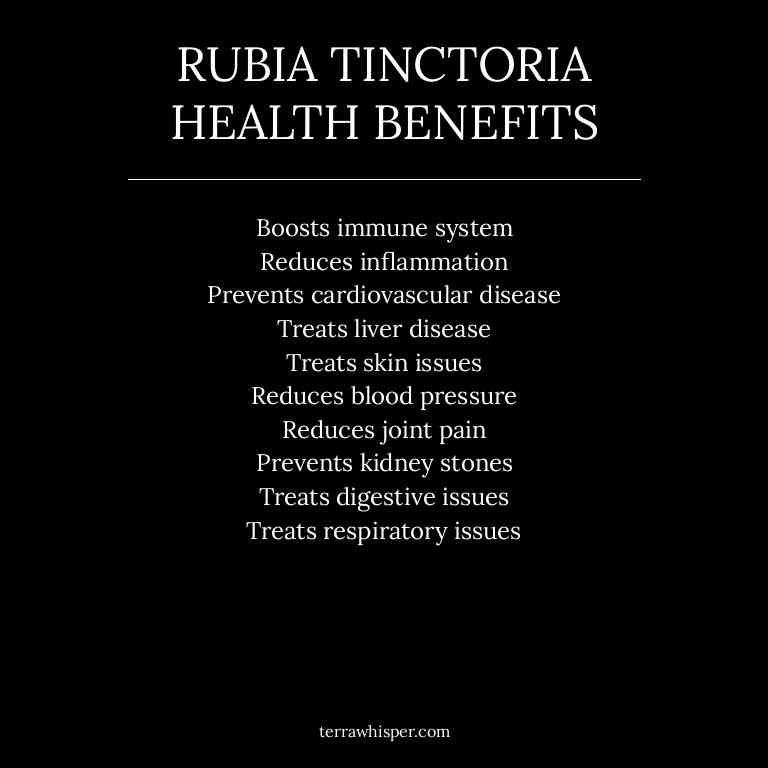 RUBIA TINCTORIA
HEALTH BENEFITS
Boosts immune system
Reduces inflammation
Prevents cardiovascular disease
Treats liver disease
Treats skin issues
Reduces blood pressure
Reduces joint pain
Prevents kidney stones
Treats digestive issues
Treats respiratory issues
terrawhisper.com